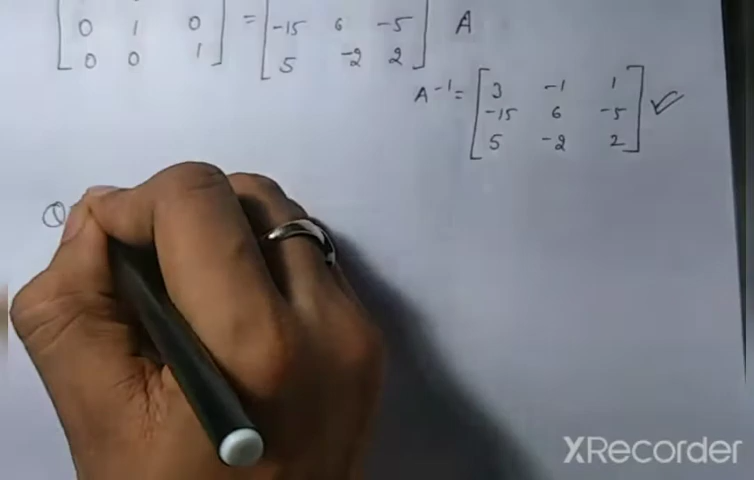 0 1 0 = -15 6 -5 A
0 0 1 5 -2 2
A⁻¹ = 3 -1 1
-15 6 -5 ✓
5 -2 2
①
XRecorder